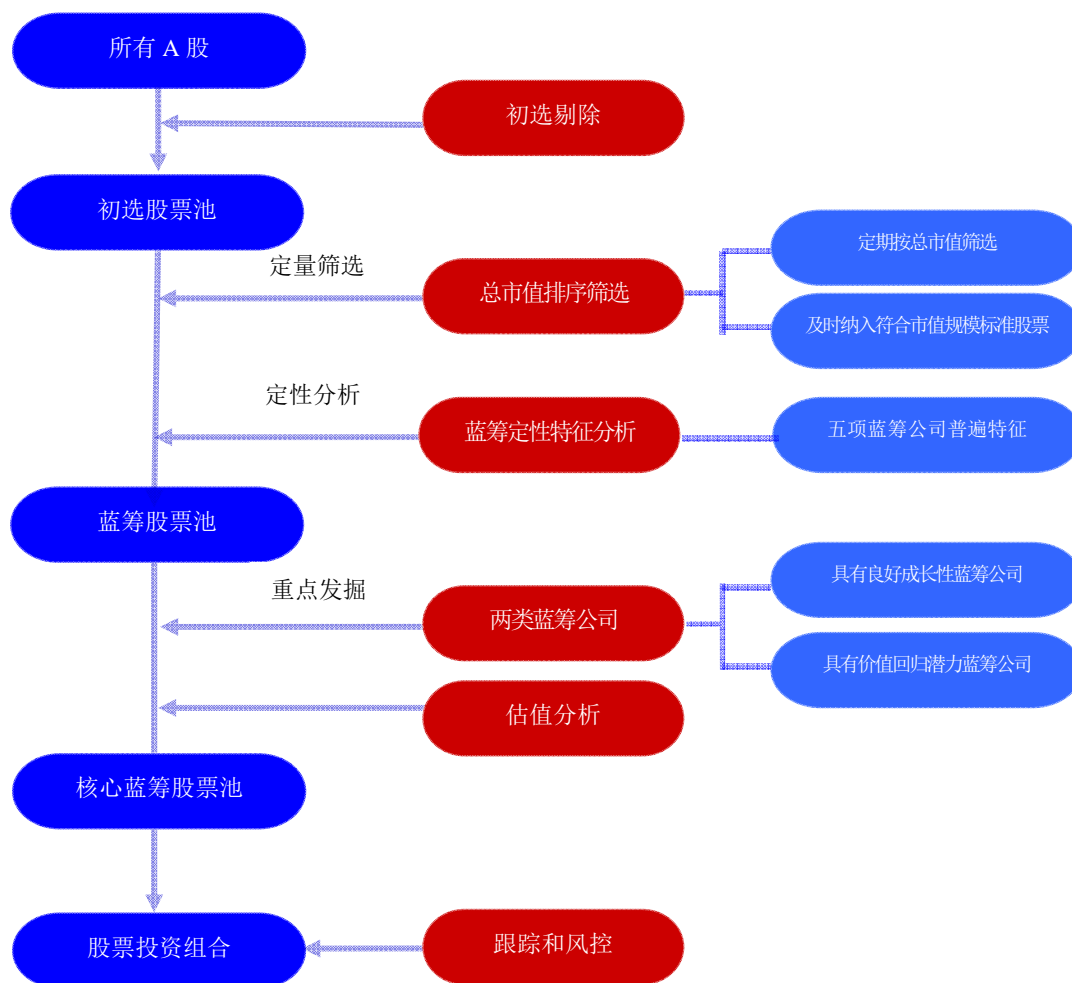 所有 A 股
初选剔除
初选股票池
定期按总市值筛选
定量筛选
总市值排序筛选
及时纳入符合市值规模标准股票
定性分析
蓝筹定性特征分析
五项蓝筹公司普遍特征
蓝筹股票池
具有良好成长性蓝筹公司
重点发掘
两类蓝筹公司
具有价值回归潜力蓝筹公司
估值分析
核心蓝筹股票池
股票投资组合
跟踪和风控